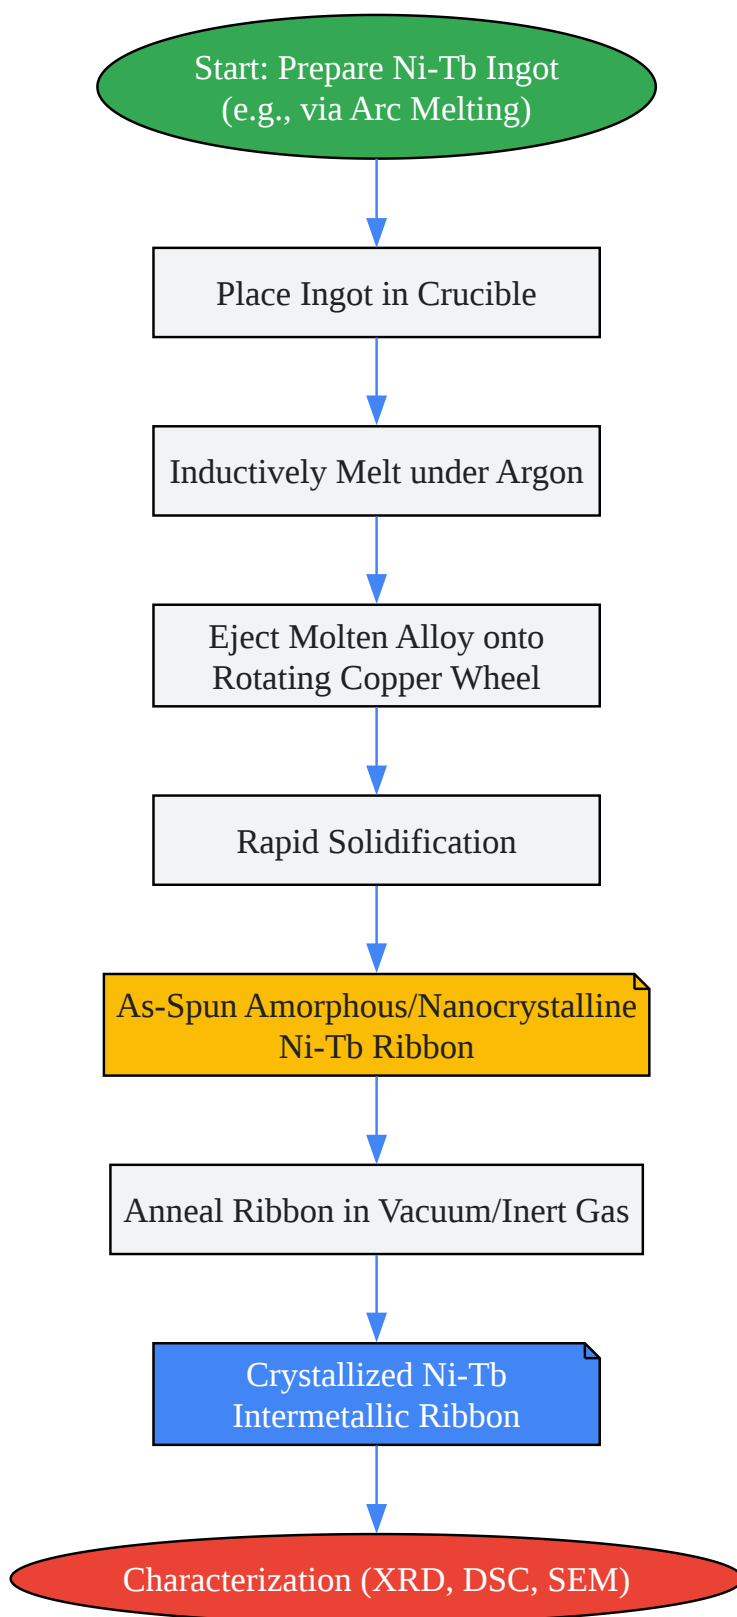 Start: Prepare Ni-Tb Ingot
(e.g., via Arc Melting)
Place Ingot in Crucible
Inductively Melt under Argon
Eject Molten Alloy onto
Rotating Copper Wheel
Rapid Solidification
As-Spun Amorphous/Nanocrystalline
Ni-Tb Ribbon
Anneal Ribbon in Vacuum/Inert Gas
Crystallized Ni-Tb
Intermetallic Ribbon
Characterization (XRD, DSC, SEM)